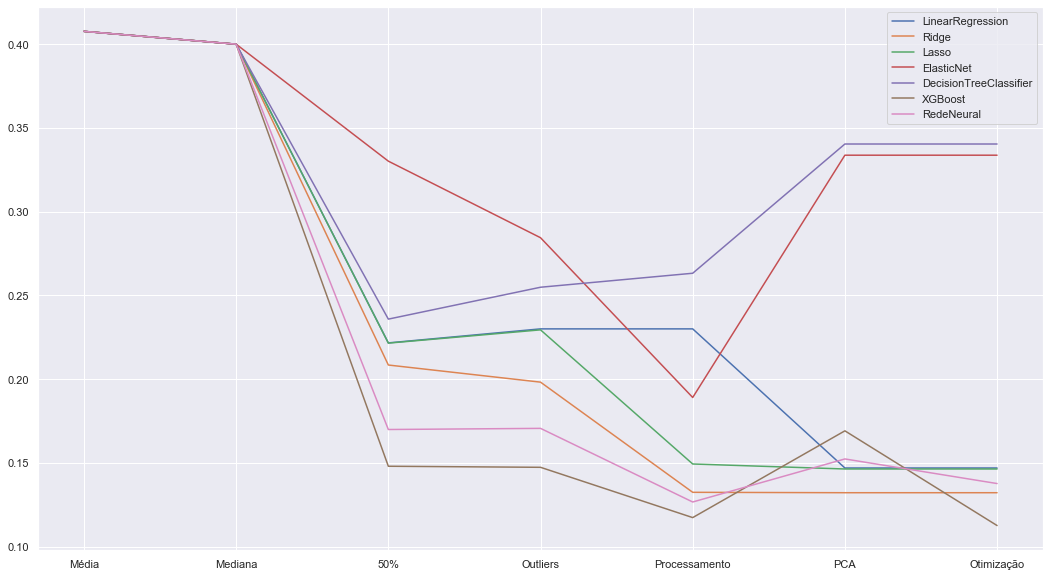 LinearRegression
Ridge
Lasso
ElasticNet
DecisionTreeClassifier
XGBoost
RedeNeural
0.40
0.35
0.30
0.25
0.20
0.15
0.10
Média Mediana 50% Outliers Processamento PCA Otimização